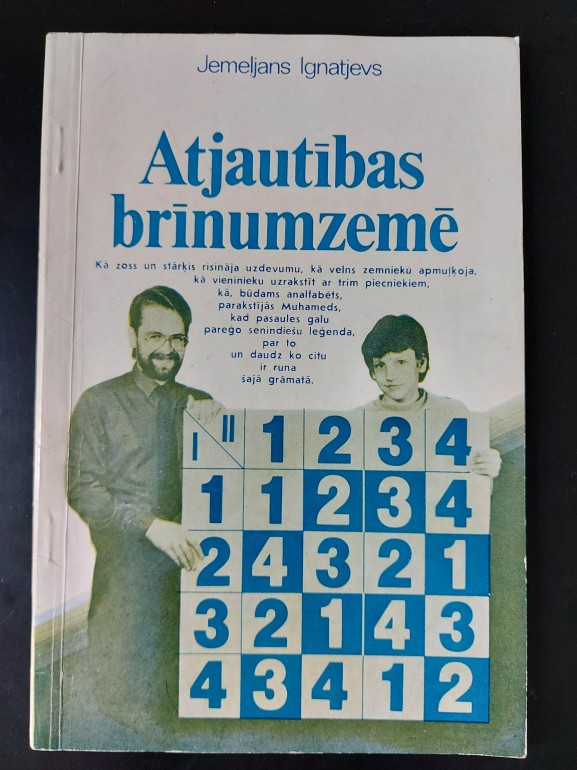 Jemeljans Ignatjevs
Atjautības
brīnumzemē
Kā zoss un stārķis risināja uzdevumu, kā velns zemnieku apmuļķoja,
kā vieninieku uzrakstīt ar trim piecniekiem,
kā, būdams analfabēts,
parakstījās Muhameds,
kad pasaules galu
pareģo senindiešu leģenda,
par to
un daudz ko citu
ir runa
šajā grāmatā.
I II 1 2 3 4
1 1 2 3 4
2 4 3 2 1
3 2 1 4 3
4 3 4 1 2